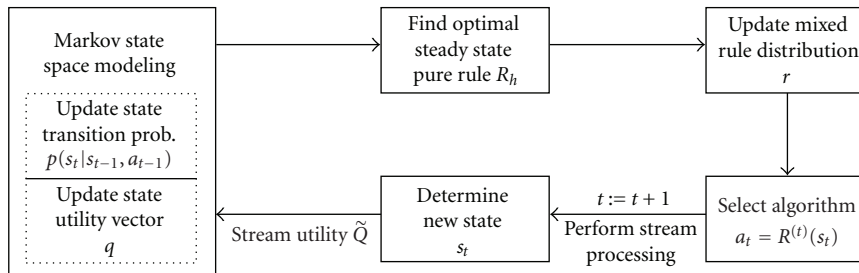 Markov state
space modeling
Update state
transition prob.
p(s_t|s_{t−1}, a_{t−1})
Update state
utility vector
q
Find optimal
steady state
pure rule R_h
Update mixed
rule distribution
r
Select algorithm
a_t = R^{(t)}(s_t)
t := t + 1
Perform stream
processing
Determine
new state
s_t
Stream utility Q̃